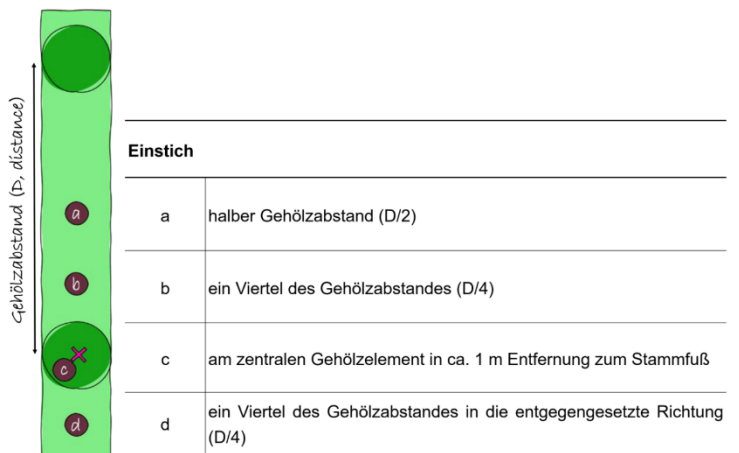 Gehölzabstand (D, distance)
Einstich
a
a
halber Gehölzabstand (D/2)
b
b
ein Viertel des Gehölzabstandes (D/4)
c
c
am zentralen Gehölzelement in ca. 1 m Entfernung zum Stammfuß
d
d
ein Viertel des Gehölzabstandes in die entgegengesetzte Richtung
(D/4)